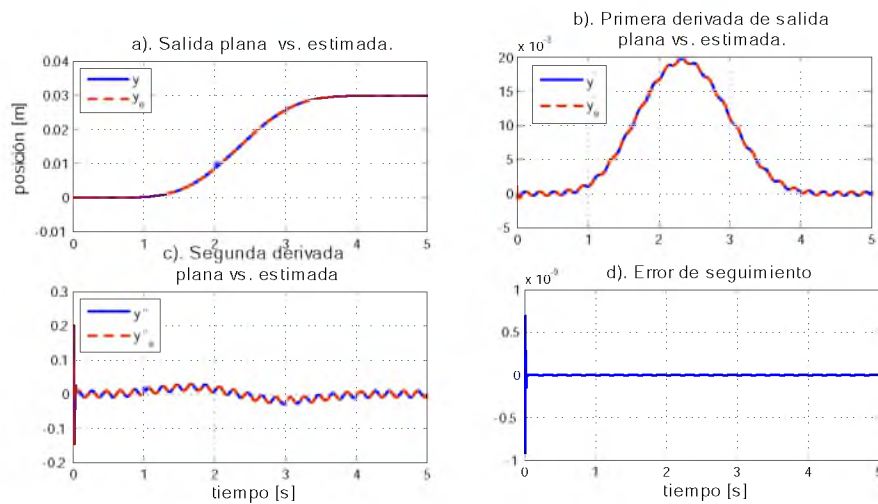 a). Salida plana vs. estimada.
0.04
0.03
0.02
0.01
0
-0.01
posición [m]
y
y_e
0 1 2 3 4 5
b). Primera derivada de salida
plana vs. estimada.
x 10⁻³
20
15
10
5
0
-5
y
y_e
0 1 2 3 4 5
c). Segunda derivada
plana vs. estimada
0.3
0.2
0.1
0
-0.1
-0.2
y''
y''_e
0 1 2 3 4 5
tiempo [s]
d). Error de seguimiento
1
0.5
0
-0.5
-1
0 1 2 3 4 5
tiempo [s]